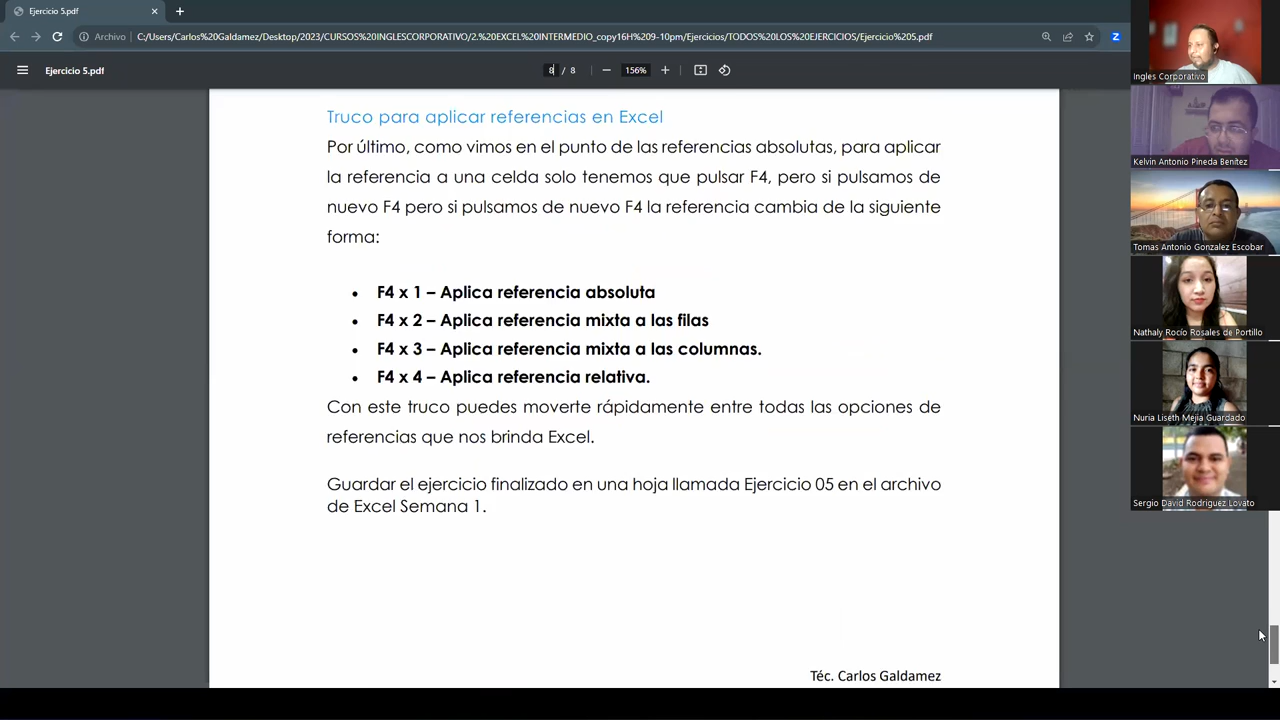 Ejercicio 5.pdf
Archivo
C:/Users/Carlos%20Galdamez/Desktop/2023/CURSOS%20INGLESCORPORATIVO/2.%20EXCEL%20INTERMEDIO_copy16H%209-10pm/Ejercicios/TODOS%20LOS%20EJERCICIOS/Ejercicio%205.pdf
Z
Ejercicio 5.pdf
8 / 8
156%
Truco para aplicar referencias en Excel
Por último, como vimos en el punto de las referencias absolutas, para aplicar
la referencia a una celda solo tenemos que pulsar F4, pero si pulsamos de
nuevo F4 pero si pulsamos de nuevo F4 la referencia cambia de la siguiente
forma:
• F4 x 1 – Aplica referencia absoluta
• F4 x 2 – Aplica referencia mixta a las filas
• F4 x 3 – Aplica referencia mixta a las columnas.
• F4 x 4 – Aplica referencia relativa.
Con este truco puedes moverte rápidamente entre todas las opciones de
referencias que nos brinda Excel.
Guardar el ejercicio finalizado en una hoja llamada Ejercicio 05 en el archivo
de Excel Semana 1.
Téc. Carlos Galdamez
Ingles Corporativo
Kelvin Antonio Pineda Benítez
Tomas Antonio Gonzalez Escobar
Nathaly Rocío Rosales de Portillo
Nuria Liseth Mejia Guardado
Sergio David Rodriguez Lovato